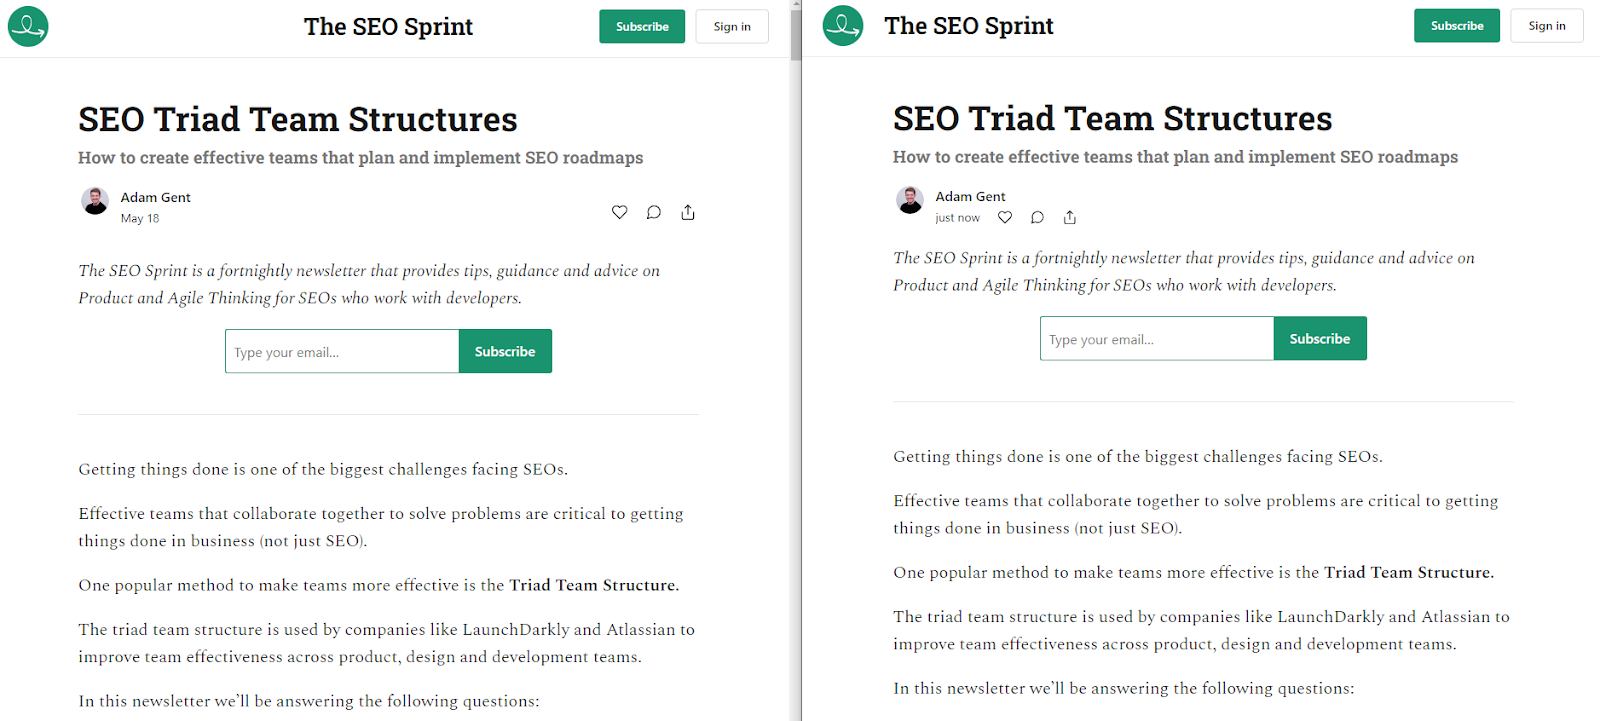 The SEO Sprint
Subscribe
Sign in
SEO Triad Team Structures
How to create effective teams that plan and implement SEO roadmaps
Adam Gent
May 18
The SEO Sprint is a fortnightly newsletter that provides tips, guidance and advice on
Product and Agile Thinking for SEOs who work with developers.
Type your email...
Subscribe
Getting things done is one of the biggest challenges facing SEOs.
Effective teams that collaborate together to solve problems are critical to getting
things done in business (not just SEO).
One popular method to make teams more effective is the Triad Team Structure.
The triad team structure is used by companies like LaunchDarkly and Atlassian to
improve team effectiveness across product, design and development teams.
In this newsletter we’ll be answering the following questions:
The SEO Sprint
Subscribe
Sign in
SEO Triad Team Structures
How to create effective teams that plan and implement SEO roadmaps
Adam Gent
just now
The SEO Sprint is a fortnightly newsletter that provides tips, guidance and advice on
Product and Agile Thinking for SEOs who work with developers.
Type your email...
Subscribe
Getting things done is one of the biggest challenges facing SEOs.
Effective teams that collaborate together to solve problems are critical to getting
things done in business (not just SEO).
One popular method to make teams more effective is the Triad Team Structure.
The triad team structure is used by companies like LaunchDarkly and Atlassian to
improve team effectiveness across product, design and development teams.
In this newsletter we’ll be answering the following questions: